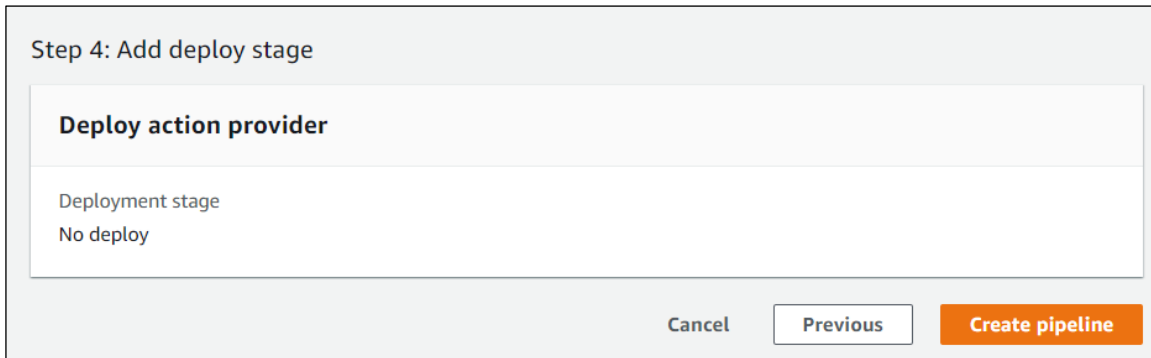 Step 4: Add deploy stage
Deploy action provider
Deployment stage
No deploy
Cancel Previous Create pipeline